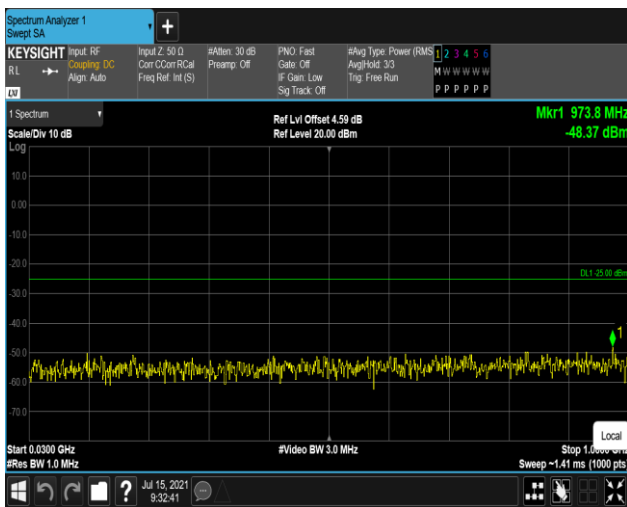 Spectrum Analyzer 1
Swept SA
+
KEYSIGHT Input: RF Input Z: 50 Ω #Atten: 30 dB PNO: Fast #Avg Type: Power (RMS 1 2 3 4 5 6
RL Coupling: DC Corr CCorr RCal Preamp: Off Gate: Off Avg|Hold: 3/3 M W W W W W
Align: Auto Freq Ref: Int (S) IF Gain: Low Trig: Free Run
LXI Sig Track: Off P P P P P P
1 Spectrum Ref Lvl Offset 4.59 dB Mkr1 973.8 MHz
Scale/Div 10 dB Ref Level 20.00 dBm -48.37 dBm
Log
10.0
0.00
-10.0
-20.0
DL1 -25.00 dBm
-30.0
-40.0
1
-50.0
-60.0
-70.0
Local
Start 0.0300 GHz #Video BW 3.0 MHz Stop 1.0000 GHz
#Res BW 1.0 MHz Sweep ~1.41 ms (1000 pts
? Jul 15, 2021
9:32:41